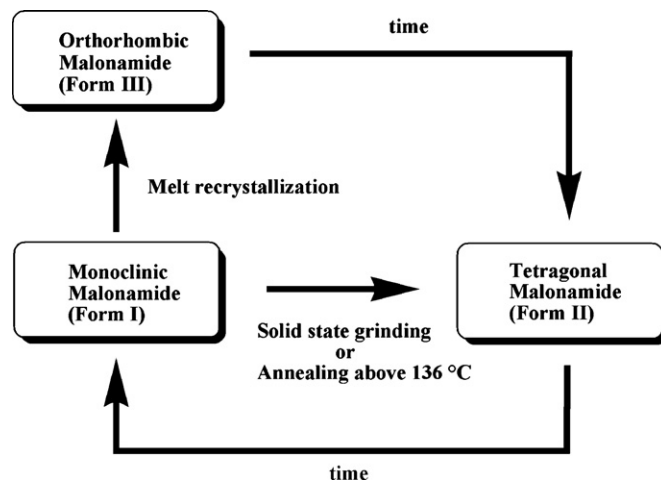 Orthorhombic
Malonamide
(Form III)
time
Melt recrystallization
Monoclinic
Malonamide
(Form I)
Solid state grinding
or
Annealing above 136 °C
Tetragonal
Malonamide
(Form II)
time